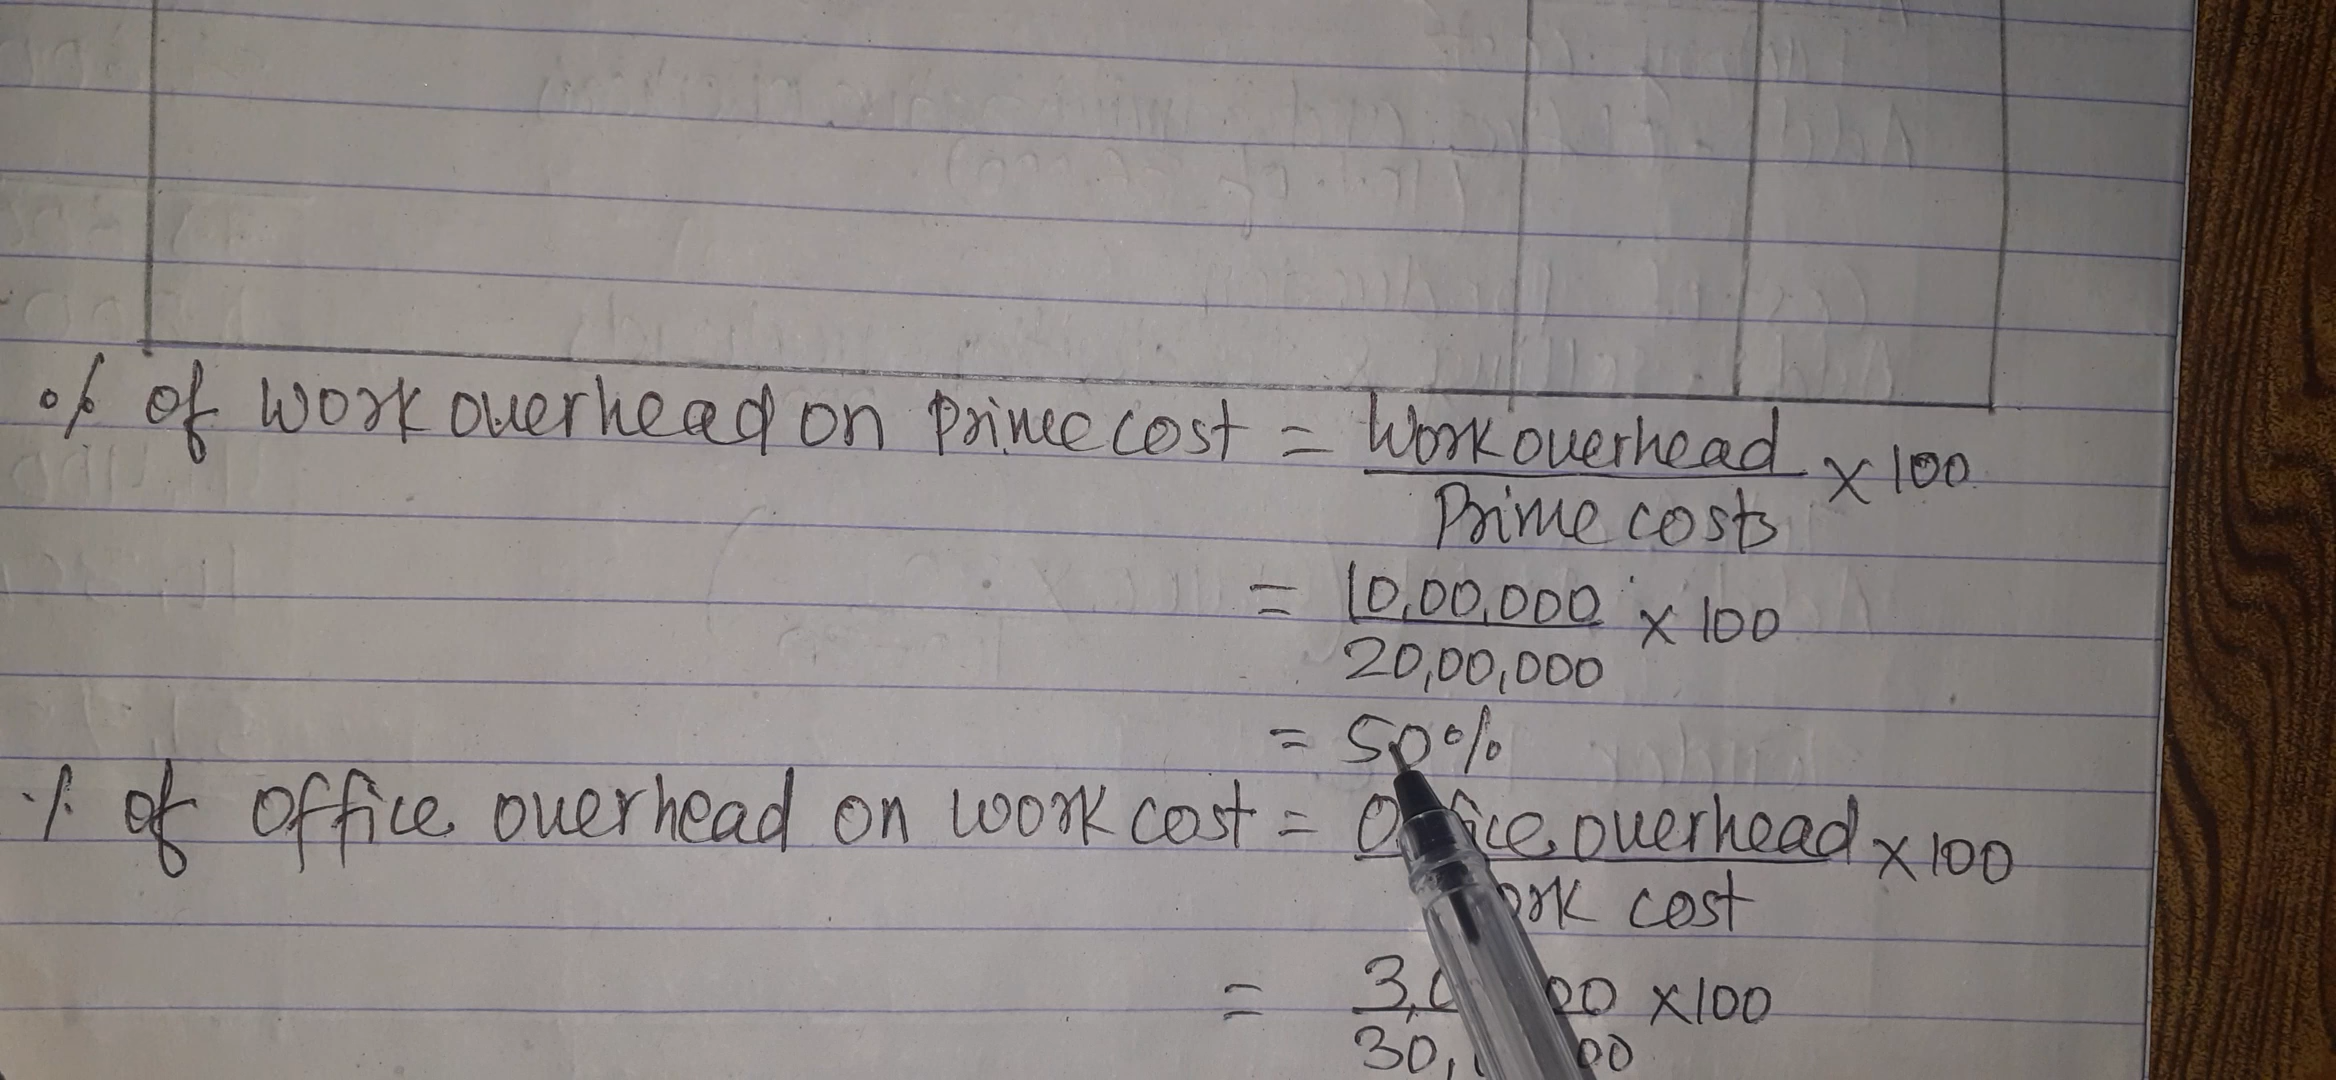 % of work overhead on prime cost = Work overhead × 100
Prime costs
= 10,00,000 × 100
20,00,000
= 50%
% of office overhead on work cost = overhead × 100
cost
= × 100